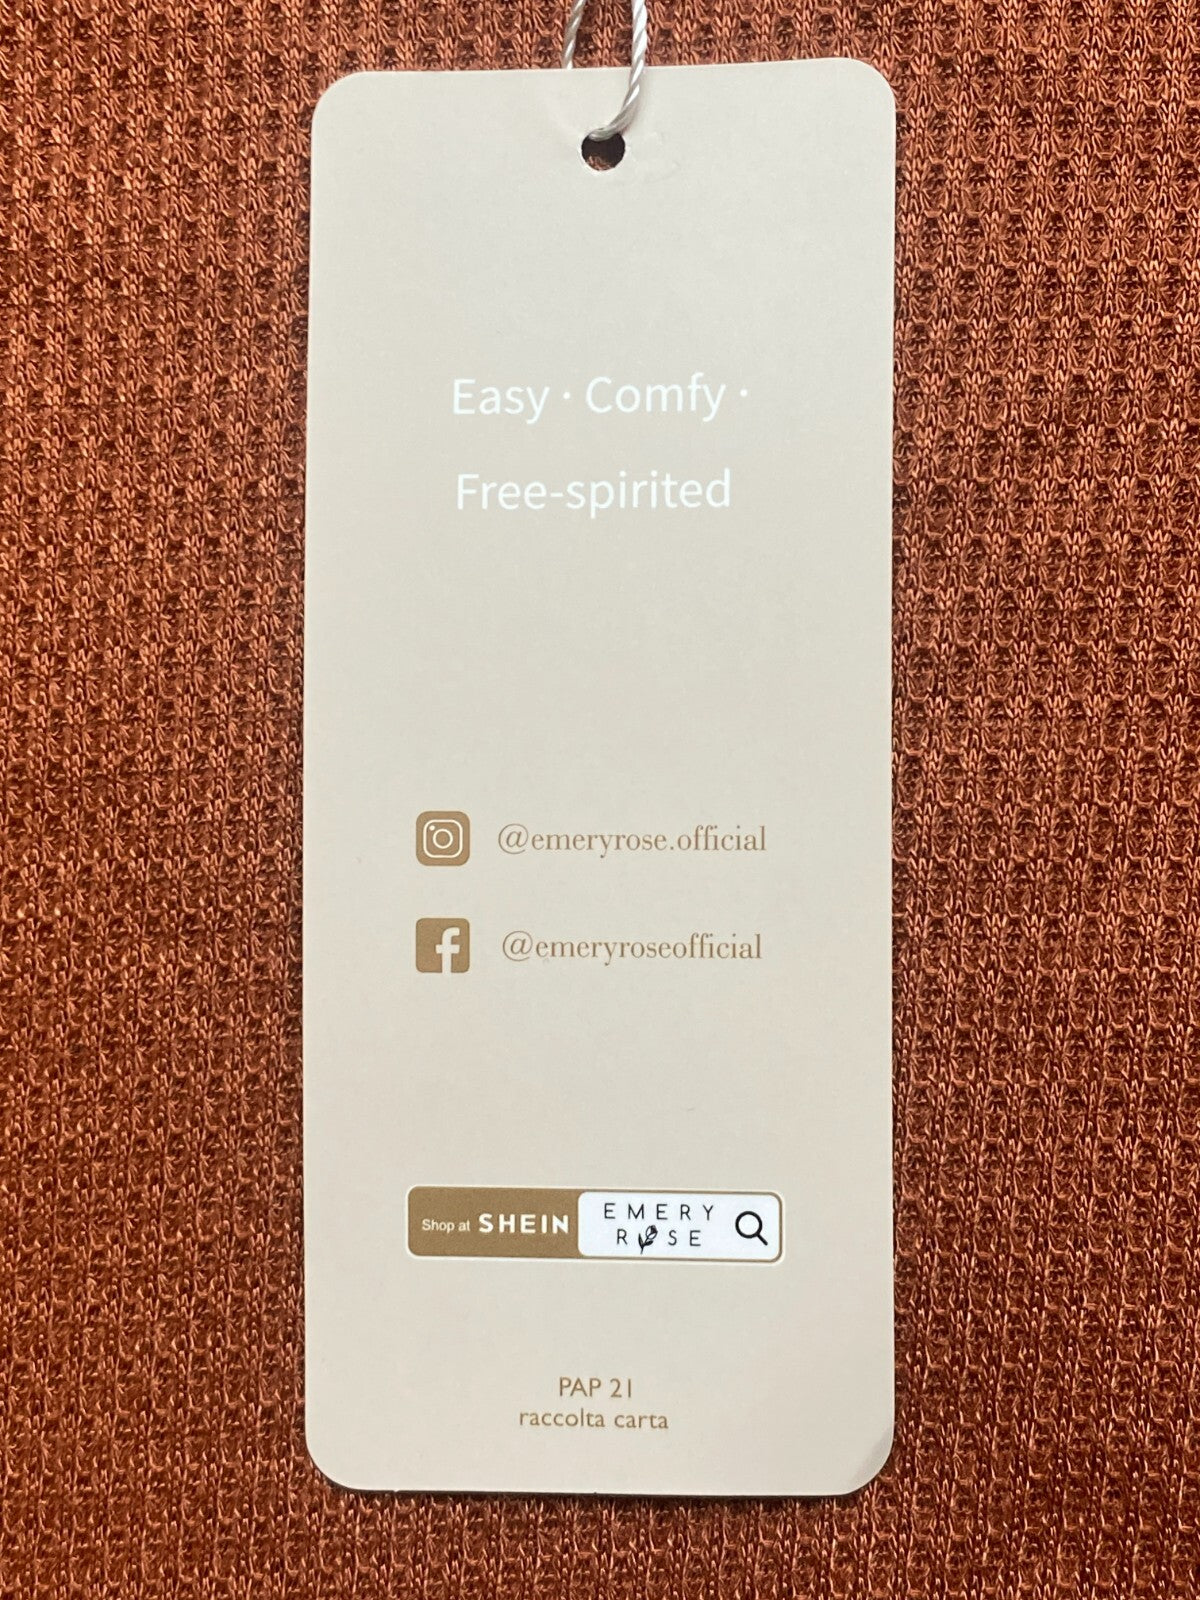 Easy · Comfy ·
Free-spirited
@emeryrose.official
@emeryroseofficial
Shop at SHEIN EMERY
ROSE
PAP 21
raccolta carta